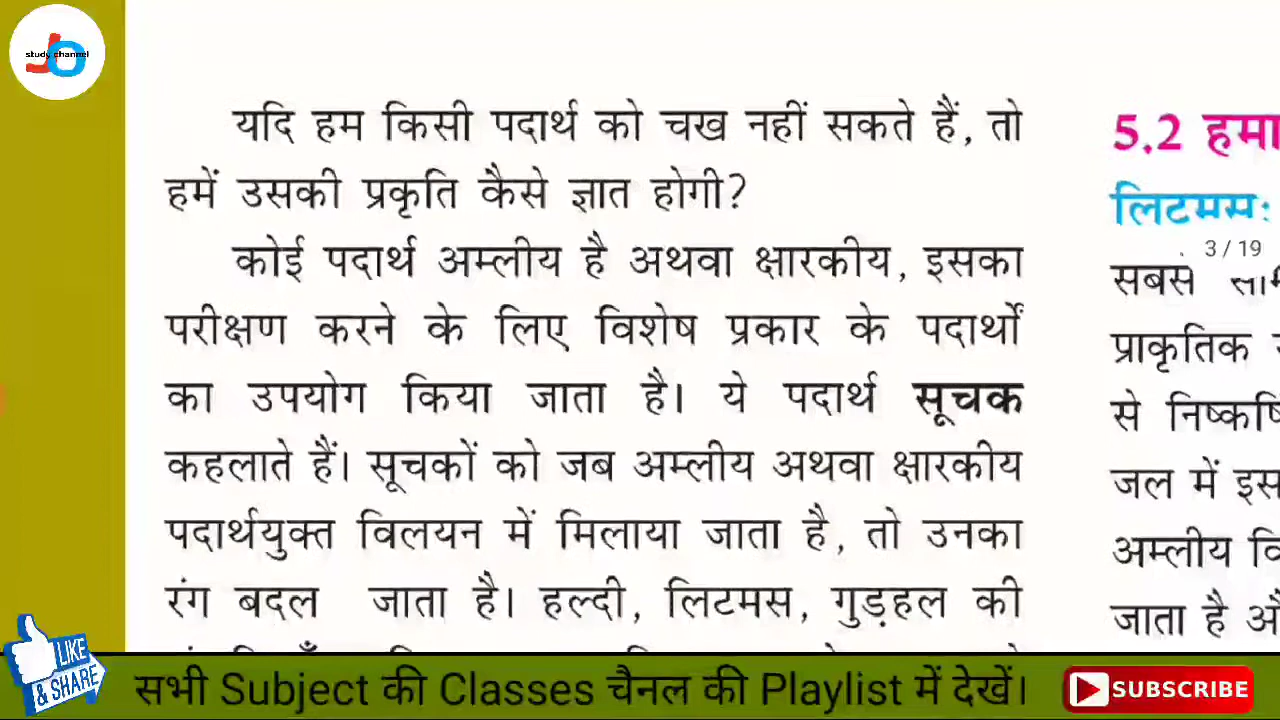 study channel
JO
यदि हम किसी पदार्थ को चख नहीं सकते हैं, तो
हमें उसकी प्रकृति कैसे ज्ञात होगी?
कोई पदार्थ अम्लीय है अथवा क्षारकीय, इसका
परीक्षण करने के लिए विशेष प्रकार के पदार्थों
का उपयोग किया जाता है। ये पदार्थ सूचक
कहलाते हैं। सूचकों को जब अम्लीय अथवा क्षारकीय
पदार्थयुक्त विलयन में मिलाया जाता है, तो उनका
रंग बदल जाता है। हल्दी, लिटमस, गुड़हल की
5.2 हमा
लिटमसः
3 / 19
सबसे
प्राकृतिक
से निष्कर्षि
जल में इस
अम्लीय वि
जाता है औ
LIKE
& SHARE
सभी Subject की Classes चैनल की Playlist में देखें।
SUBSCRIBE